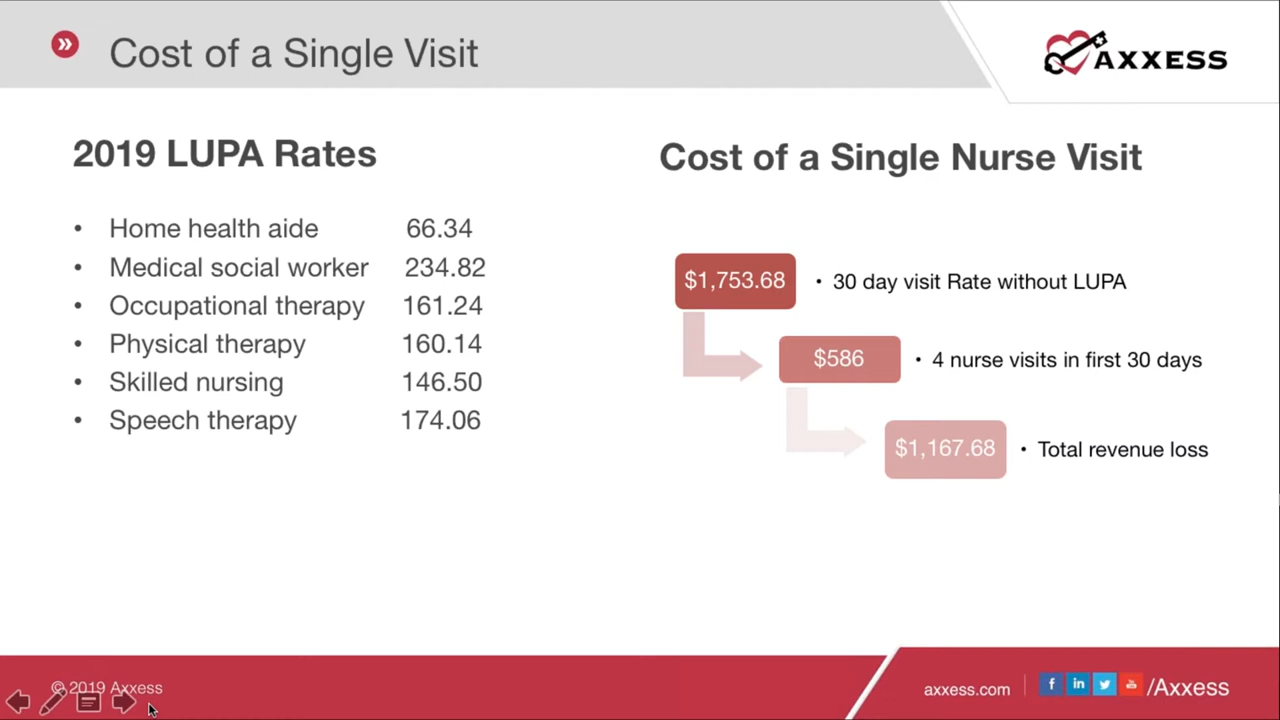 Cost of a Single Visit
AXXESS
2019 LUPA Rates
• Home health aide 66.34
• Medical social worker 234.82
• Occupational therapy 161.24
• Physical therapy 160.14
• Skilled nursing 146.50
• Speech therapy 174.06
Cost of a Single Nurse Visit
$1,753.68 • 30 day visit Rate without LUPA
$586 • 4 nurse visits in first 30 days
$1,167.68 • Total revenue loss
© 2019 Axxess
axxess.com | f in /Axxess